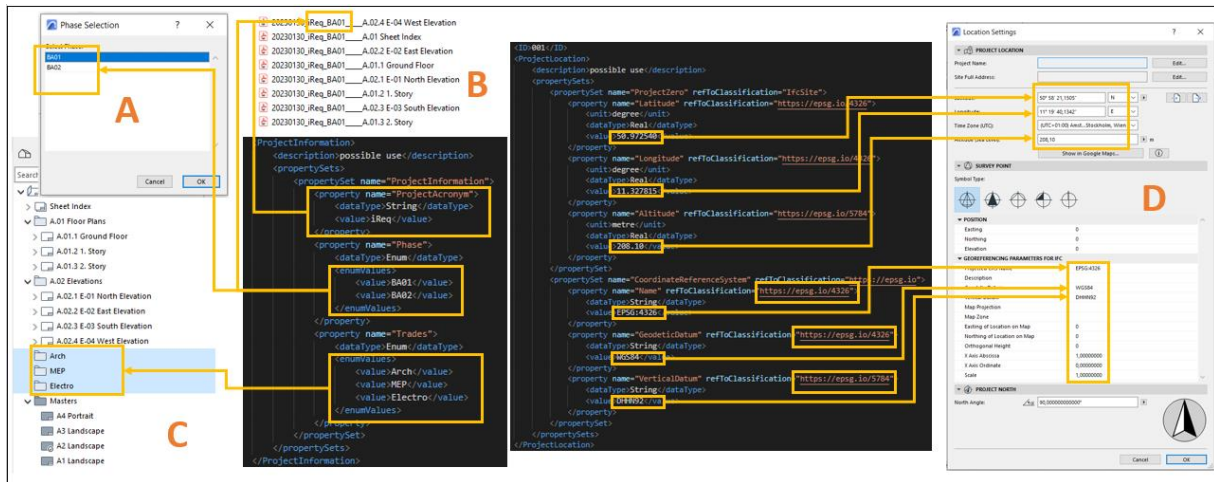 Phase Selection
?
×
Select Phase:
BA01
BA02
A
Cancel
OK
Search
Sheet Index
A.01 Floor Plans
A.01.1 Ground Floor
A.01.2 1. Story
A.01.3 2. Story
A.02 Elevations
A.02.1 E-01 North Elevation
A.02.2 E-02 East Elevation
A.02.3 E-03 South Elevation
A.02.4 E-04 West Elevation
Arch
MEP
Electro
Masters
A4 Portrait
A3 Landscape
A2 Landscape
A1 Landscape
C
20230130_iReq_BA01____A.02.4 E-04 West Elevation
20230130_iReq_BA01____A.01 Sheet Index
20230130_iReq_BA01____A.02.2 E-02 East Elevation
20230130_iReq_BA01____A.01.1 Ground Floor
20230130_iReq_BA01____A.02.1 E-01 North Elevation
20230130_iReq_BA01____A.01.2 1. Story
20230130_iReq_BA01____A.02.3 E-03 South Elevation
20230130_iReq_BA01____A.01.3 2. Story
B
ProjectInformation>
<description>possible use</description>
<propertySets>
<propertySet name="ProjectInformation">
<property name="ProjectAcronym">
<dataType>String</dataType>
<value>iReq</value>
</property>
<property name="Phase">
<dataType>Enum</dataType>
<enumValues>
<value>BA01</value>
<value>BA02</value>
</enumValues>
</property>
<property name="Trades">
<dataType>Enum</dataType>
<enumValues>
<value>Arch</value>
<value>MEP</value>
<value>Electro</value>
</enumValues>
</property>
</propertySet>
</propertySets>
</ProjectInformation>
<ID>001</ID>
<ProjectLocation>
<description>possible use</description>
<propertySets>
<propertySet name="ProjectZero" refToClassification="IfcSite">
<property name="Latitude" refToClassification="https://epsg.io/4326">
<unit>degree</unit>
<dataType>Real</dataType>
<value>50.972540</value>
</property>
<property name="Longitude" refToClassification="https://epsg.io/4326">
<unit>degree</unit>
<dataType>Real</dataType>
<value>11.327815</value>
</property>
<property name="Altitude" refToClassification="https://epsg.io/5784">
<unit>metre</unit>
<dataType>Real</dataType>
<value>208.10</value>
</property>
</propertySet>
<propertySet name="CoordinateReferenceSystem" refToClassification="https://epsg.io">
<property name="Name" refToClassification="https://epsg.io/4326">
<dataType>String</dataType>
<value>EPSG:4326</value>
</property>
<property name="GeodeticDatum" refToClassification="https://epsg.io/4326"
<dataType>String</dataType>
<value>WGS84</value>
</property>
<property name="VerticalDatum" refToClassification="https://epsg.io/5784">
<dataType>String</dataType>
<value>DHHN92</value>
</property>
</propertySet>
</propertySets>
</ProjectLocation>
Location Settings
?
×
PROJECT LOCATION
Project Name:
Edit...
Site Full Address:
Edit...
50° 58' 21,1505"
N
11° 19' 40,1342"
E
Time Zone (UTC):
(UTC+01:00) Amst...Stockholm, Wien
208,10
m
Show in Google Maps...
SURVEY POINT
Symbol Type:
D
POSITION
Easting 0
Northing 0
Elevation 0
GEOREFERENCING PARAMETERS FOR IFC
EPSG:4326
Description
WGS84
DHHN92
Map Projection
Map Zone
Easting of Location on Map 0
Northing of Location on Map 0
Orthogonal Height 0
X Axis Abscissa 1,00000000
X Axis Ordinate 0,00000000
Scale 1,00000000
PROJECT NORTH
North Angle:
90,000000000000°
Cancel
OK